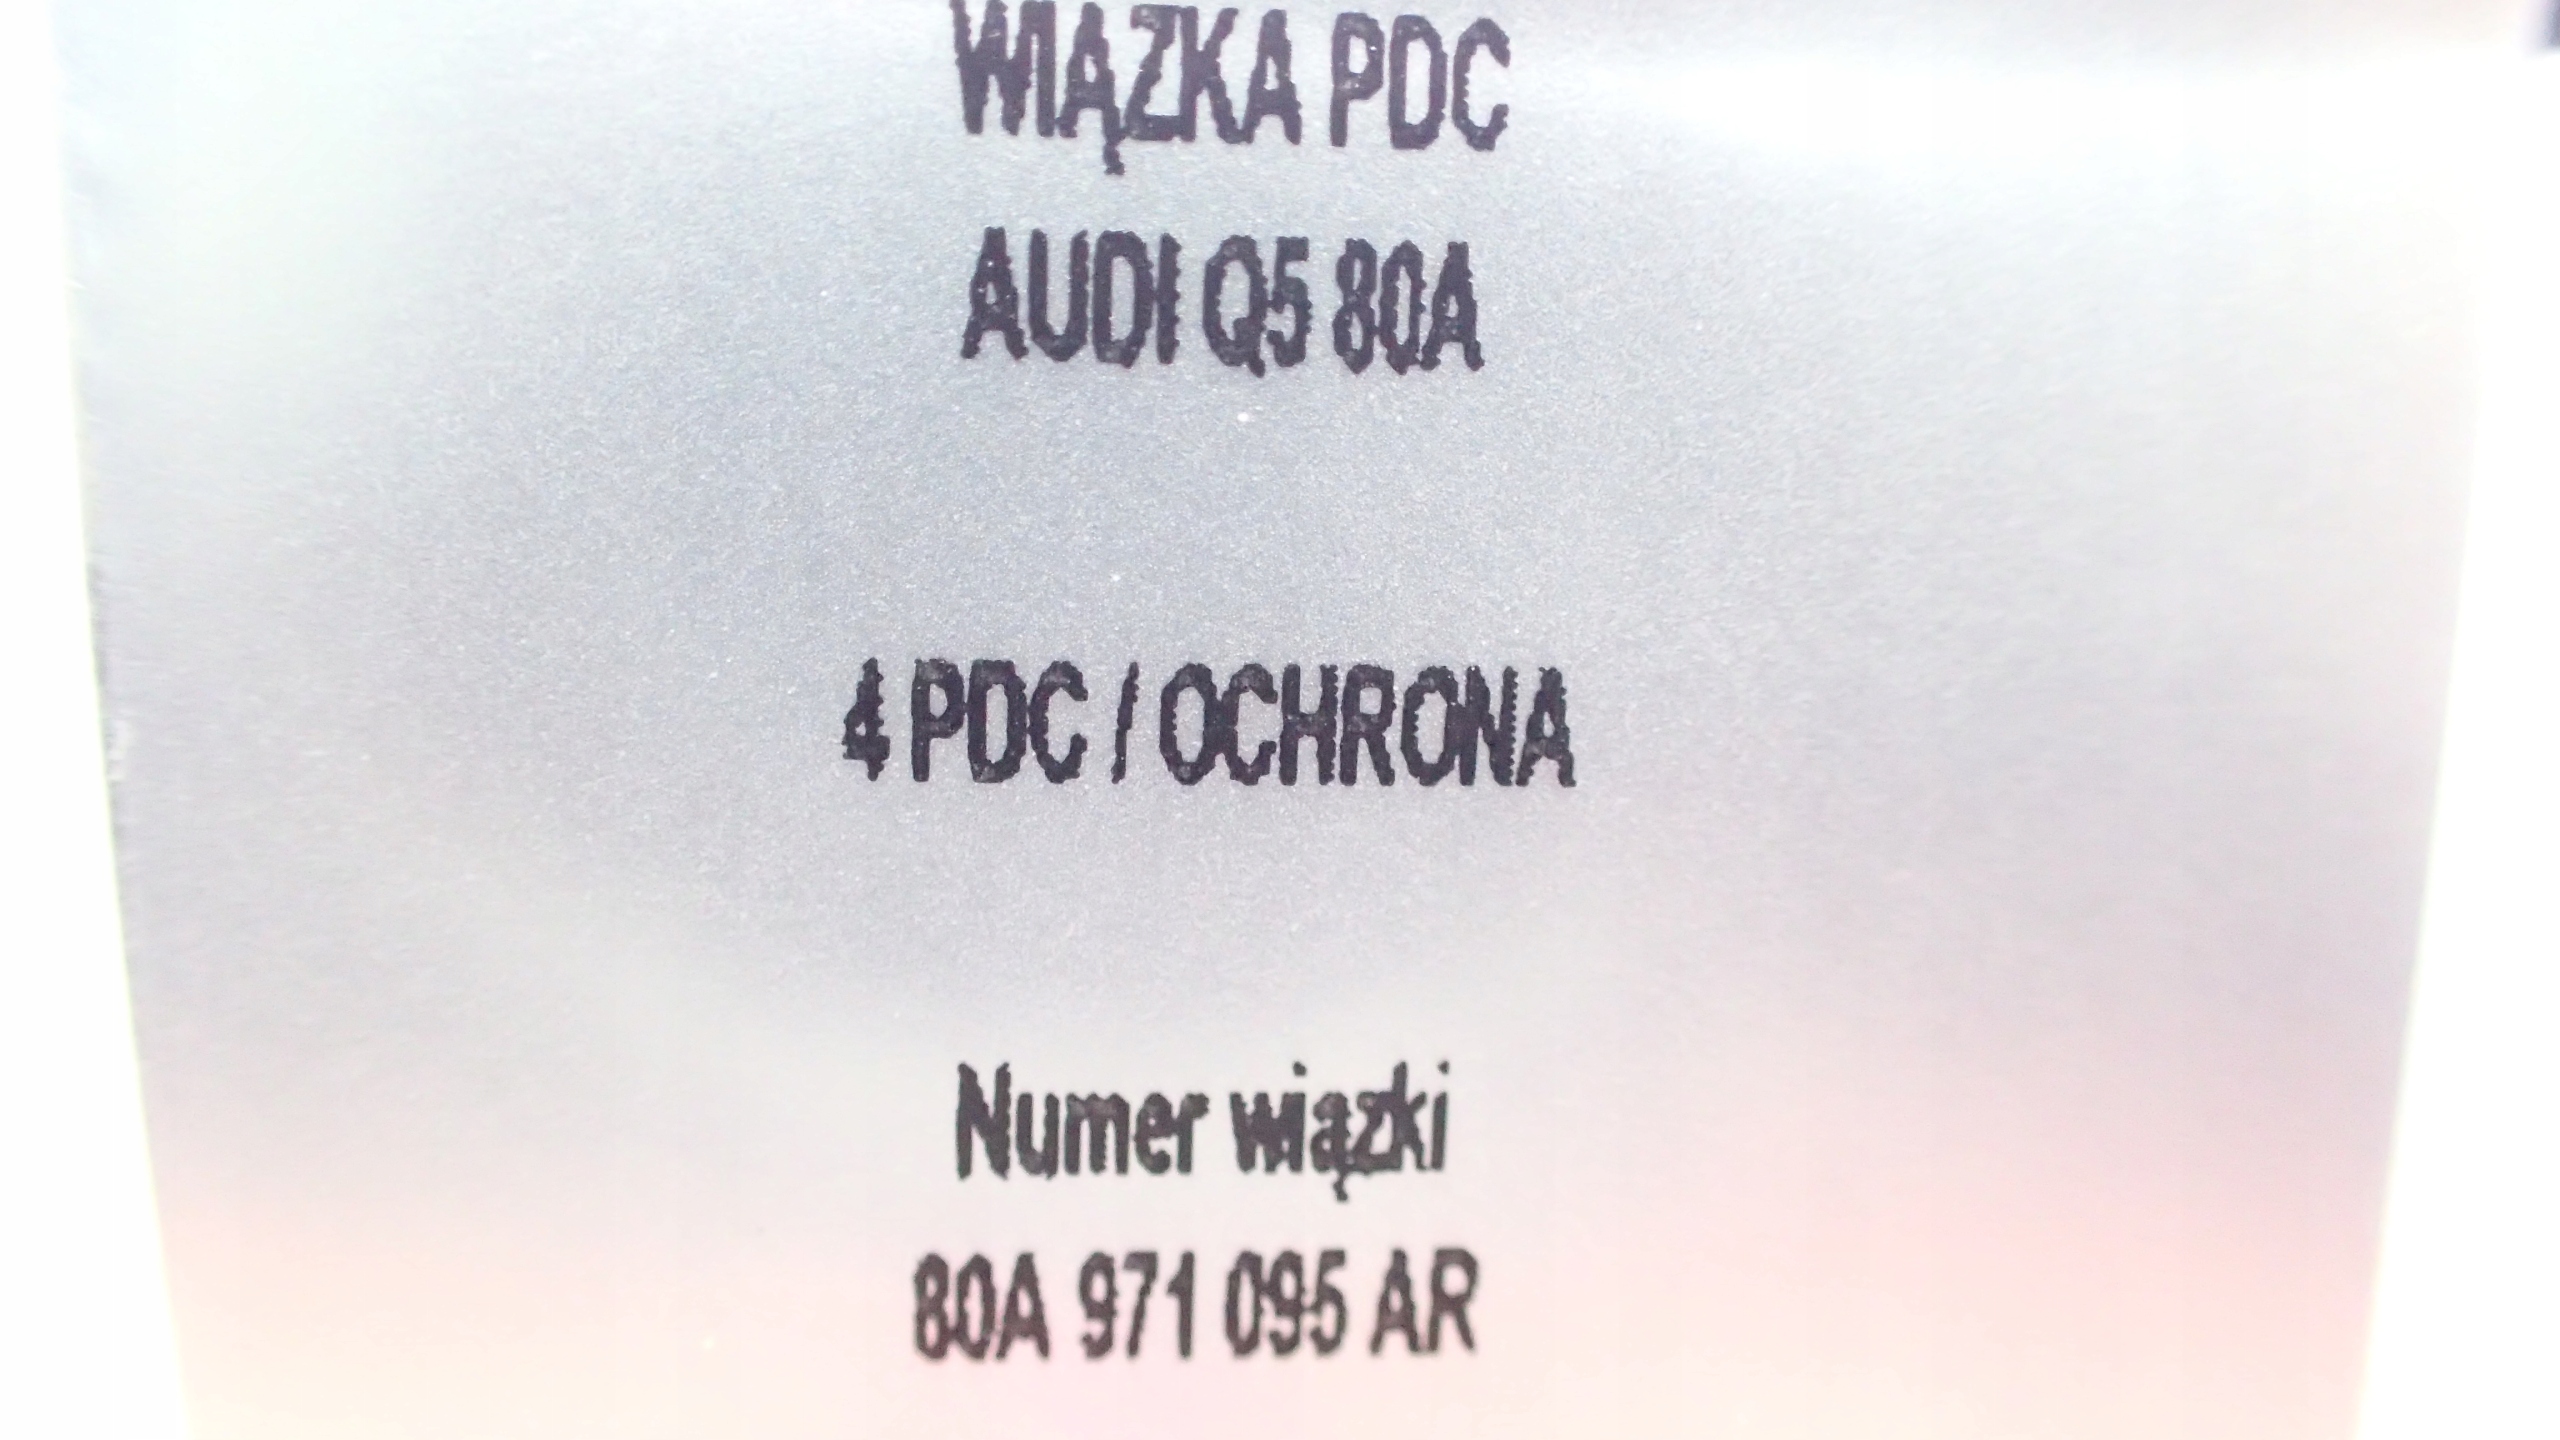 WIĄZKA PDC
AUDI Q5 80A
4 PDC / OCHRONA
Numer wiązki
80A 971 095 AR